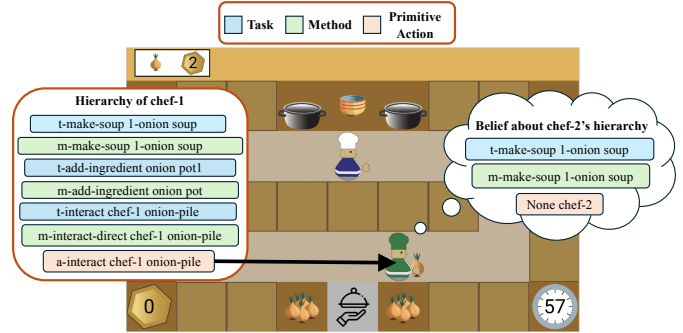 Task
Method
Primitive
Action
2
Hierarchy of chef-1
t-make-soup 1-onion soup
m-make-soup 1-onion soup
t-add-ingredient onion pot1
m-add-ingredient onion pot
t-interact chef-1 onion-pile
m-interact-direct chef-1 onion-pile
a-interact chef-1 onion-pile
Belief about chef-2's hierarchy
t-make-soup 1-onion soup
m-make-soup 1-onion soup
None chef-2
0
57